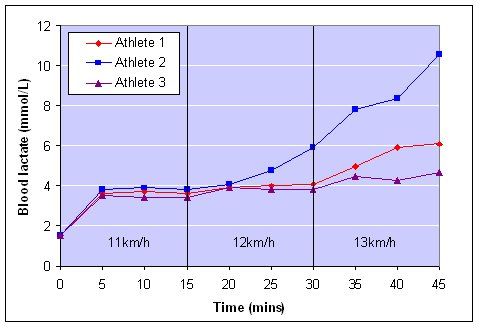 12
10
8
6
4
2
0
Blood lactate (mmol/L)
Athlete 1
Athlete 2
Athlete 3
11km/h
12km/h
13km/h
0 5 10 15 20 25 30 35 40 45
Time (mins)